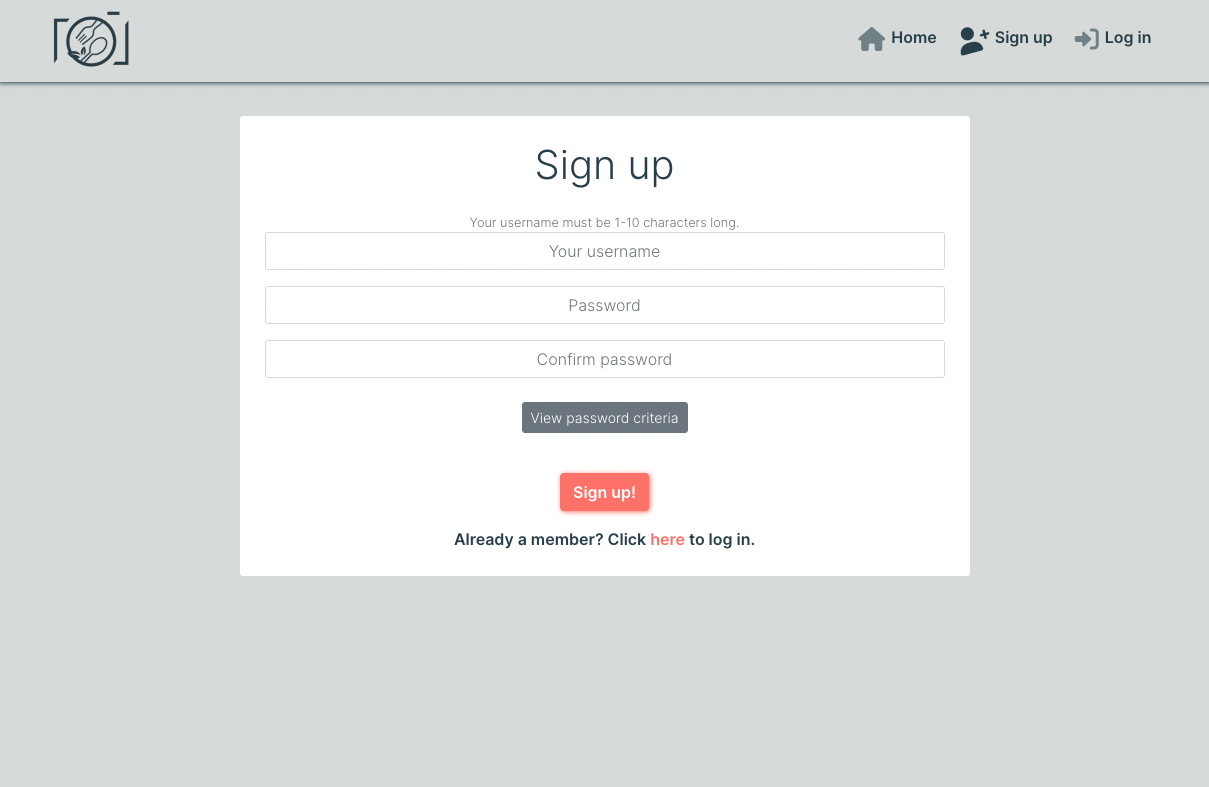 Home Sign up Log in
Sign up
Your username must be 1-10 characters long.
Your username
Password
Confirm password
View password criteria
Sign up!
Already a member? Click here to log in.